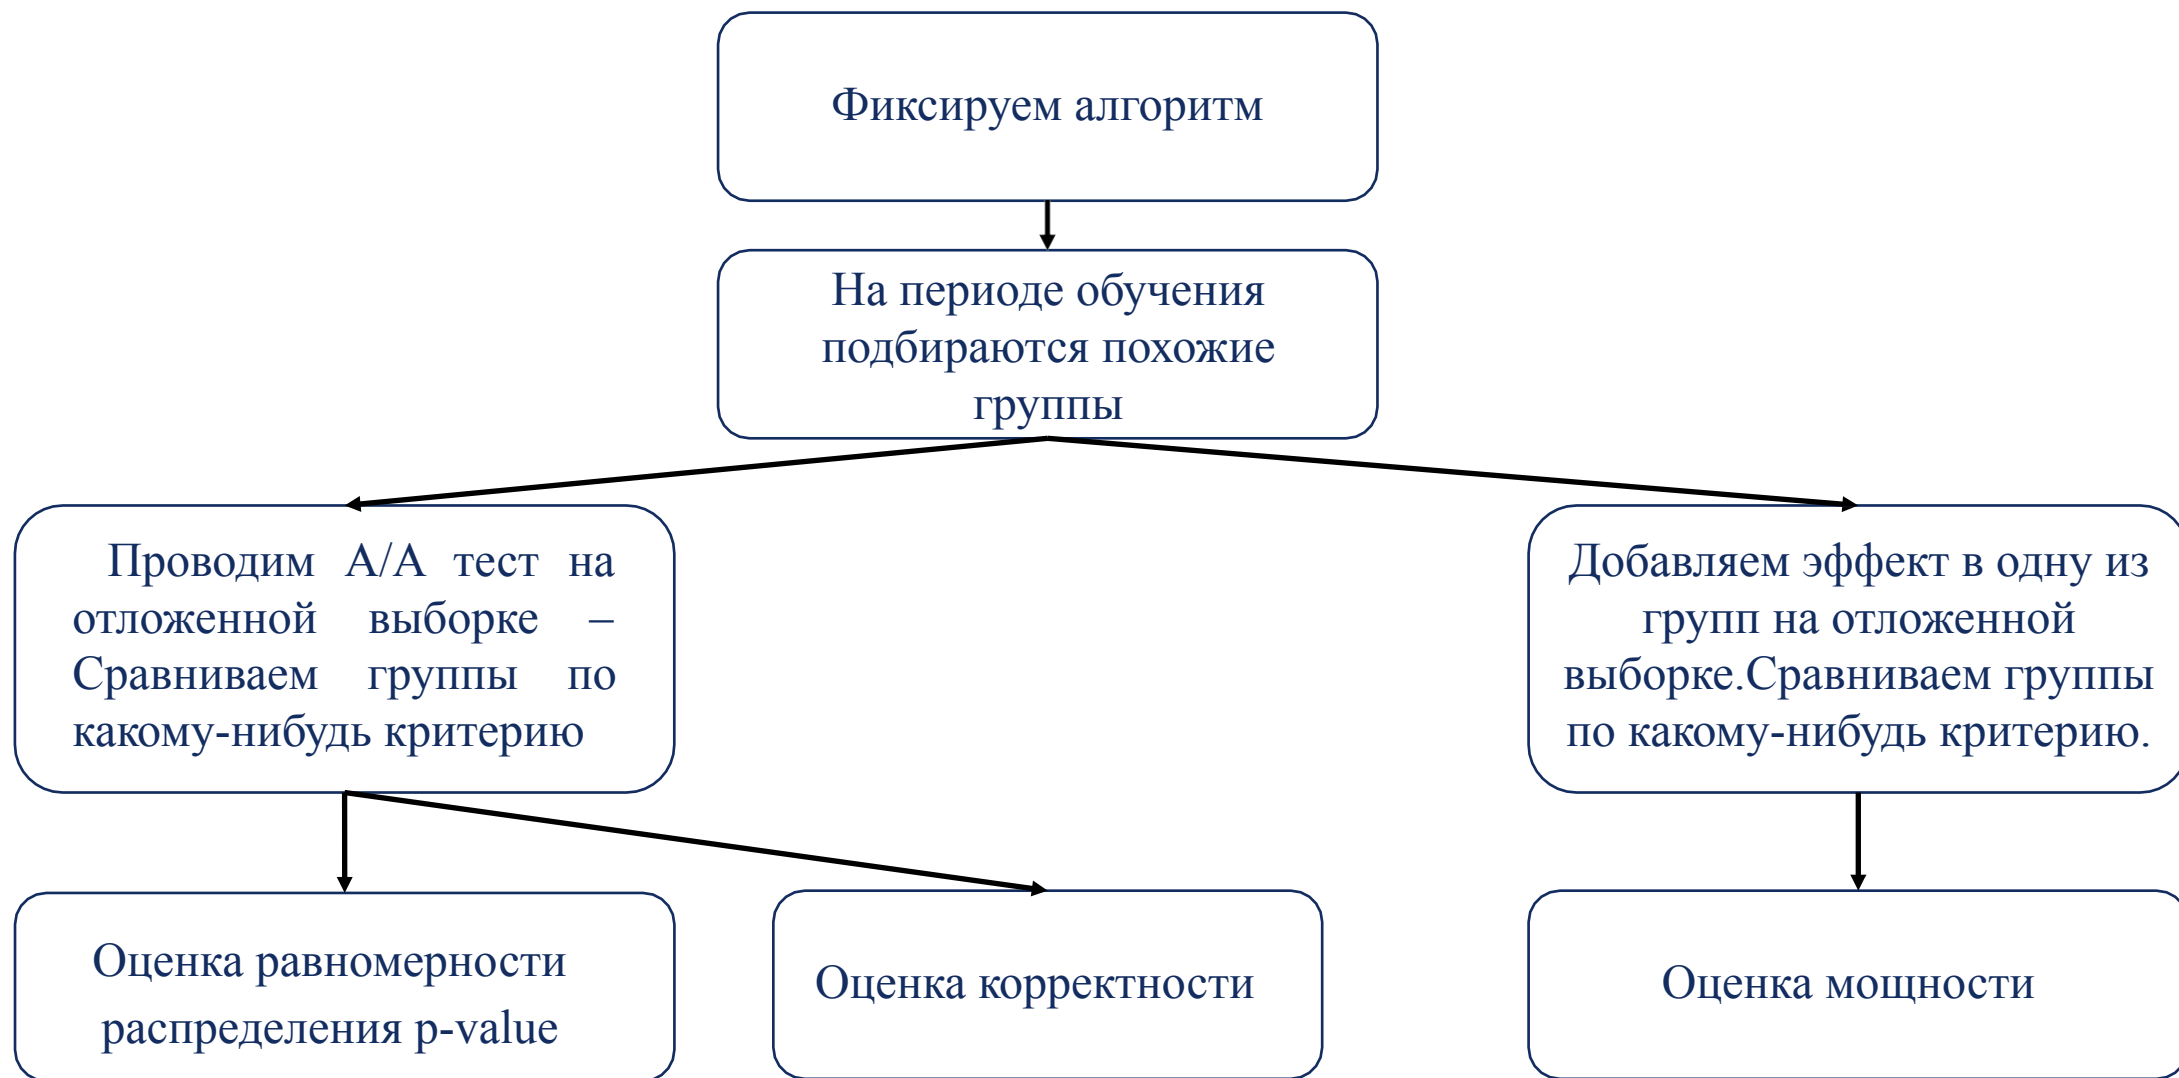 Фиксируем алгоритм
На периоде обучения
подбираются похожие
группы
Проводим А/А тест на
отложенной выборке –
Сравниваем группы по
какому-нибудь критерию
Добавляем эффект в одну из
групп на отложенной
выборке.Сравниваем группы
по какому-нибудь критерию.
Оценка равномерности
распределения p-value
Оценка корректности
Оценка мощности